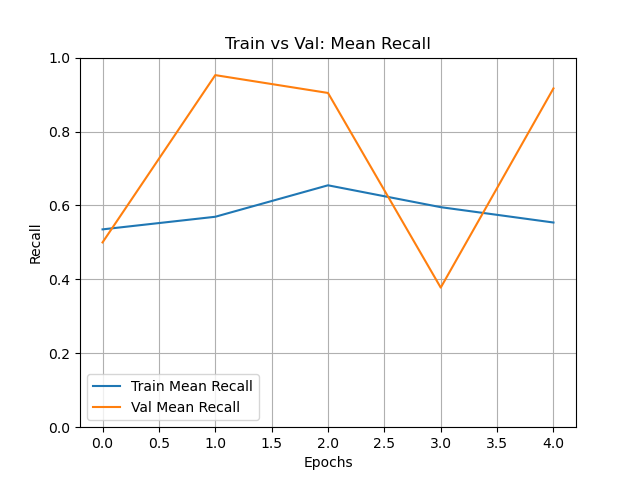 Train vs Val: Mean Recall
1.0
0.8
0.6
0.4
0.2
0.0
Recall
Train Mean Recall
Val Mean Recall
0.0 0.5 1.0 1.5 2.0 2.5 3.0 3.5 4.0
Epochs